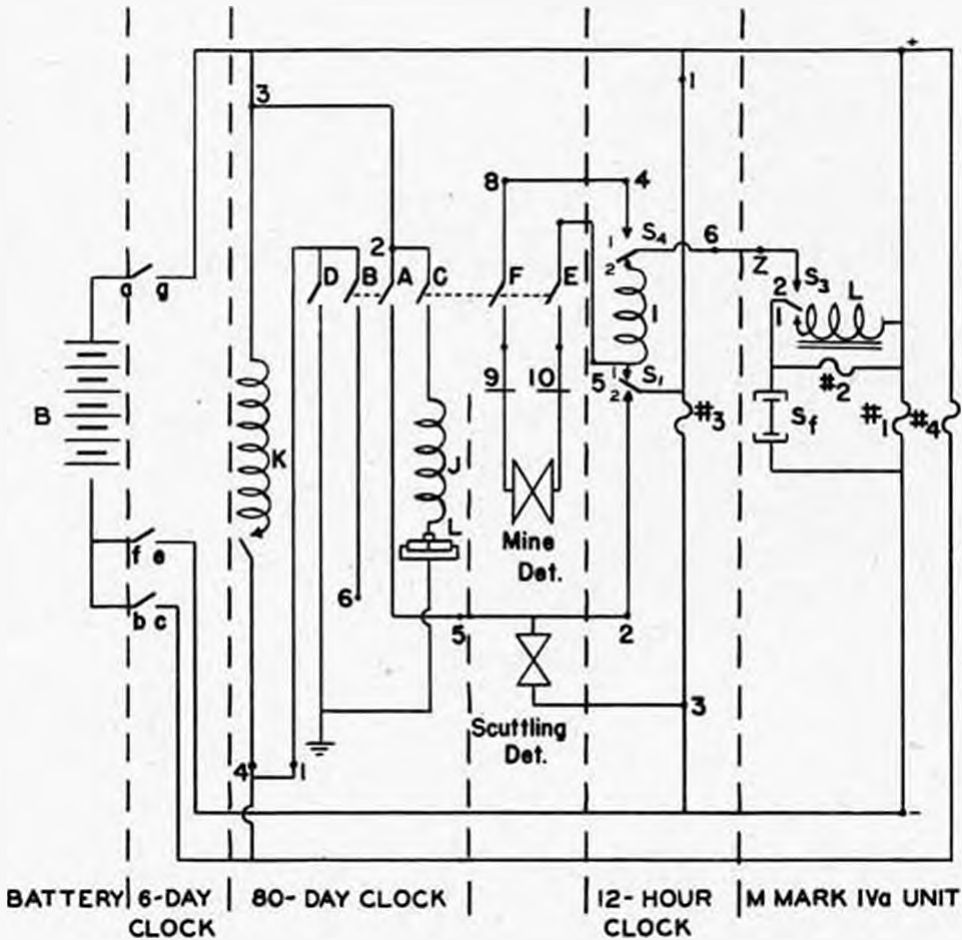 +
1
3
8
4
1
S₄
6
2
Z
2
S₃
L
1
2
D
B
A
C
F
E
a
g
I
5
1
S₁
2
9
10
#2
B
K
J
Sf
#1
#4
#3
L
Mine
Det.
f
e
6
b
c
5
2
Scuttling
Det.
3
4
1
-
BATTERY
6-DAY
CLOCK
80-DAY CLOCK
12-HOUR
CLOCK
M MARK IVa UNIT